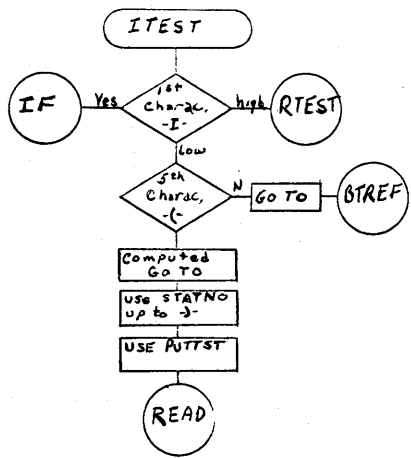 ITEST
1st
Charac,
-I-
Yes
IF
high
RTEST
Low
5th
Charac,
-(-
N
GO TO
BTREF
Computed
GO TO
USE STATNO
up to -)-
USE PUTTST
READ